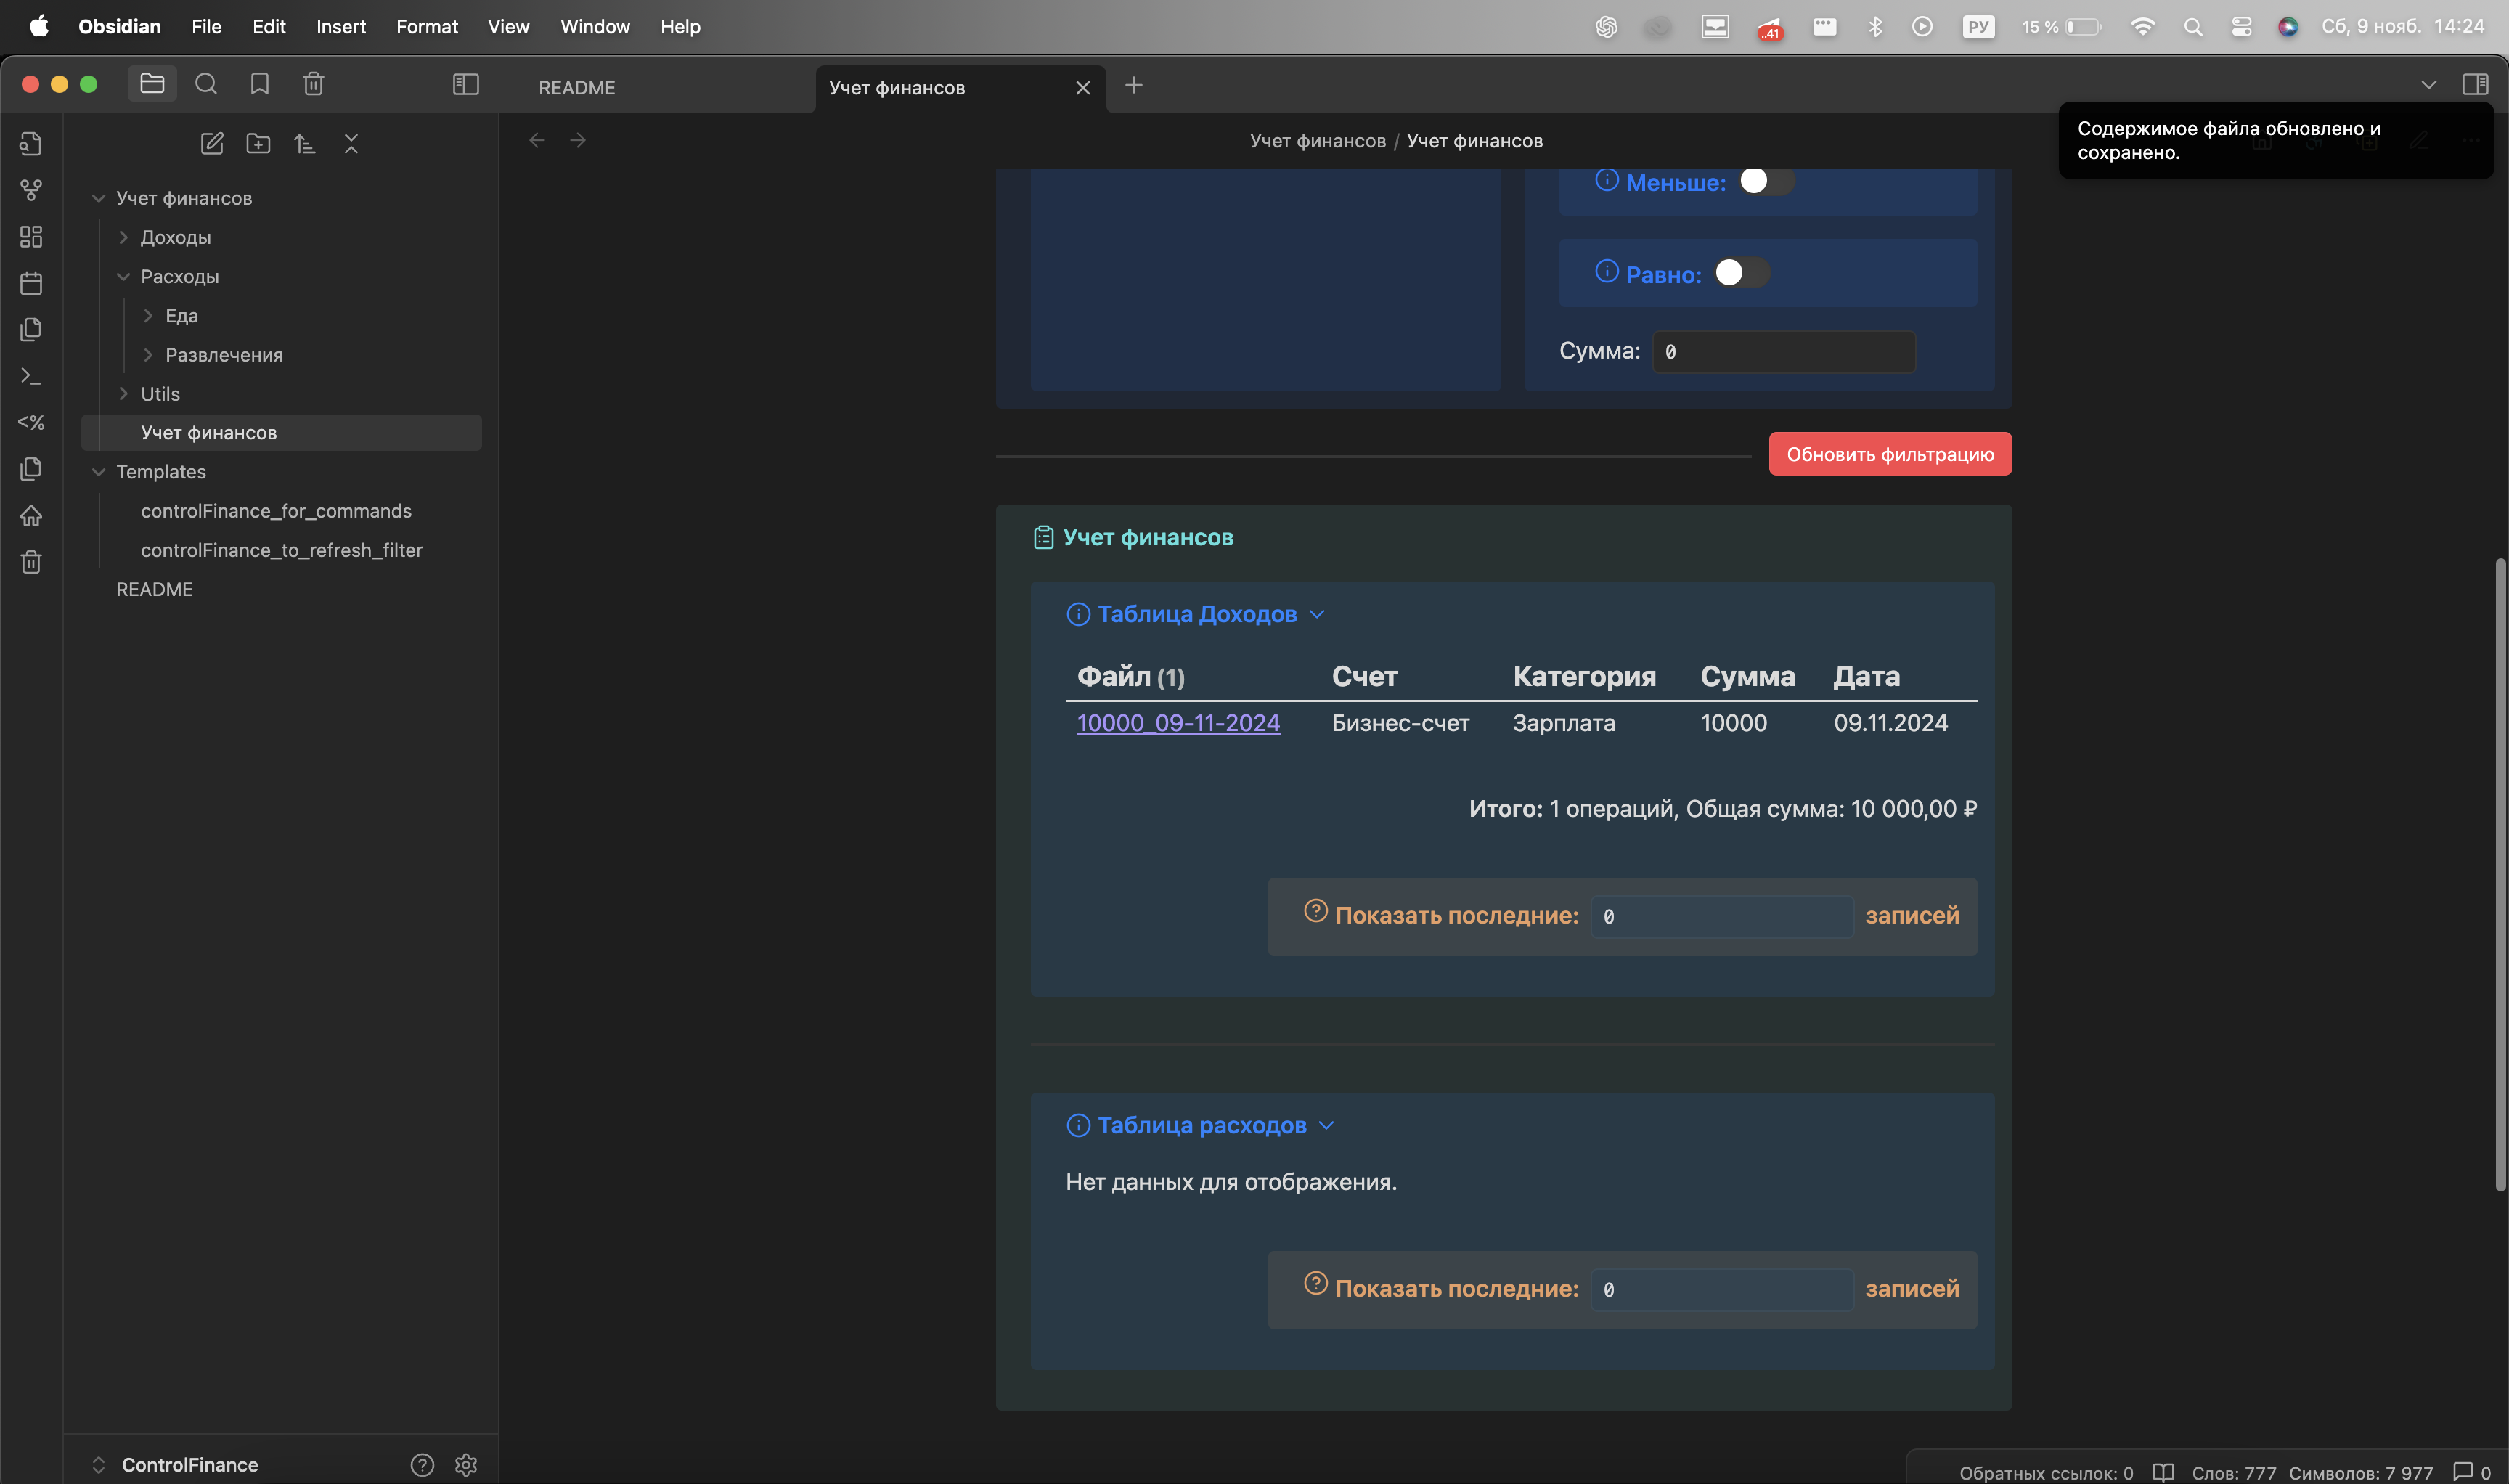 Obsidian File Edit Insert Format View Window Help
..41
РУ
15 %
Сб, 9 нояб. 14:24
README
Учет финансов
Содержимое файла обновлено и
сохранено.
Учет финансов / Учет финансов
Учет финансов
Доходы
Расходы
Еда
Развлечения
Utils
Учет финансов
Templates
controlFinance_for_commands
controlFinance_to_refresh_filter
README
<%
ControlFinance
Меньше:
Равно:
Сумма: 0
Обновить фильтрацию
Учет финансов
Таблица Доходов
Файл (1) Счет Категория Сумма Дата
10000_09-11-2024 Бизнес-счет Зарплата 10000 09.11.2024
Итого: 1 операций, Общая сумма: 10 000,00 ₽
Показать последние: 0 записей
Таблица расходов
Нет данных для отображения.
Показать последние: 0 записей
Обратных ссылок: 0 Слов: 777 Символов: 7 977 0